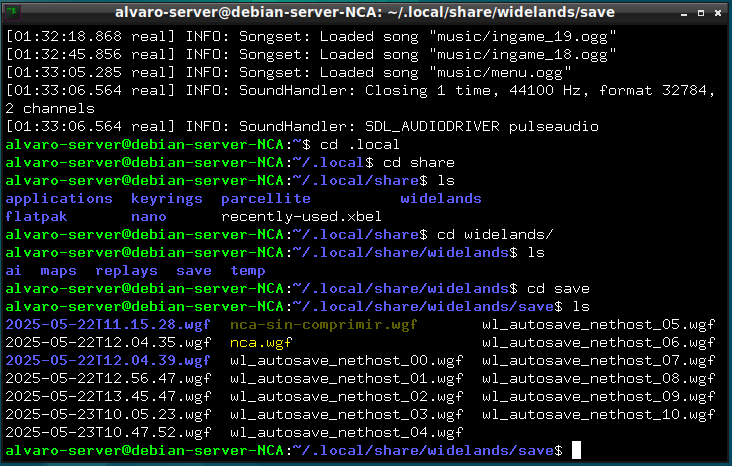 alvaro-server@debian-server-NCA: ~/.local/share/widelands/save
[01:32:18.868 real] INFO: Songset: Loaded song "music/ingame_19.ogg"
[01:32:45.856 real] INFO: Songset: Loaded song "music/ingame_18.ogg"
[01:33:05.285 real] INFO: Songset: Loaded song "music/menu.ogg"
[01:33:06.564 real] INFO: SoundHandler: Closing 1 time, 44100 Hz, format 32784,
2 channels
[01:33:06.564 real] INFO: SoundHandler: SDL_AUDIODRIVER pulseaudio
alvaro-server@debian-server-NCA:~$ cd .local
alvaro-server@debian-server-NCA:~/.local$ cd share
alvaro-server@debian-server-NCA:~/.local/share$ ls
applications  keyrings  parcellite          widelands
flatpak       nano      recently-used.xbel
alvaro-server@debian-server-NCA:~/.local/share$ cd widelands/
alvaro-server@debian-server-NCA:~/.local/share/widelands$ ls
ai  maps  replays  save  temp
alvaro-server@debian-server-NCA:~/.local/share/widelands$ cd save
alvaro-server@debian-server-NCA:~/.local/share/widelands/save$ ls
2025-05-22T11.15.28.wgf  nca-sin-comprimir.wgf       wl_autosave_nethost_05.wgf
2025-05-22T12.04.35.wgf  nca.wgf                     wl_autosave_nethost_06.wgf
2025-05-22T12.04.39.wgf  wl_autosave_nethost_00.wgf  wl_autosave_nethost_07.wgf
2025-05-22T12.56.47.wgf  wl_autosave_nethost_01.wgf  wl_autosave_nethost_08.wgf
2025-05-22T13.45.47.wgf  wl_autosave_nethost_02.wgf  wl_autosave_nethost_09.wgf
2025-05-23T10.05.23.wgf  wl_autosave_nethost_03.wgf  wl_autosave_nethost_10.wgf
2025-05-23T10.47.52.wgf  wl_autosave_nethost_04.wgf
alvaro-server@debian-server-NCA:~/.local/share/widelands/save$